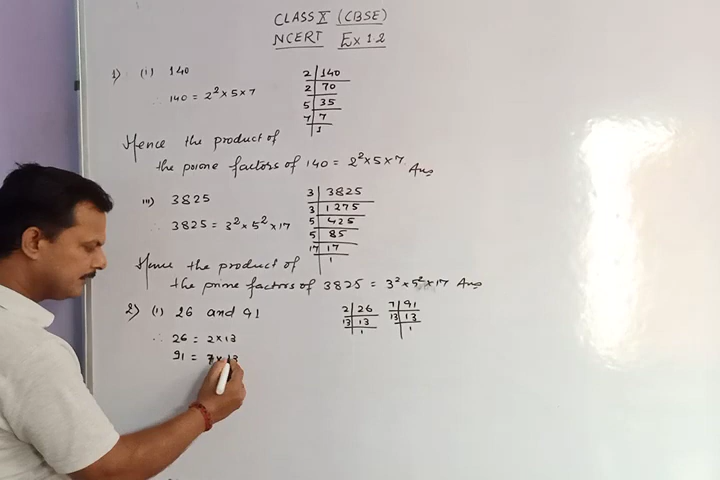 CLASS X (CBSE)
NCERT Ex 1.2
1) (i) 140
∴ 140 = 2² × 5 × 7
2 | 140
2 | 70
5 | 35
7 | 7
1
Hence the product of
the prime factors of 140 = 2² × 5 × 7 Ans
iii) 3825
∴ 3825 = 3² × 5² × 17
3 | 3825
3 | 1275
5 | 425
5 | 85
17 | 17
1
Hence the product of
the prime factors of 3825 = 3² × 5² × 17 Ans
2) (i) 26 and 91
∴ 26 = 2 × 13
91 = 7 × 13
2 | 26
13 | 13
1
7 | 91
13 | 13
1